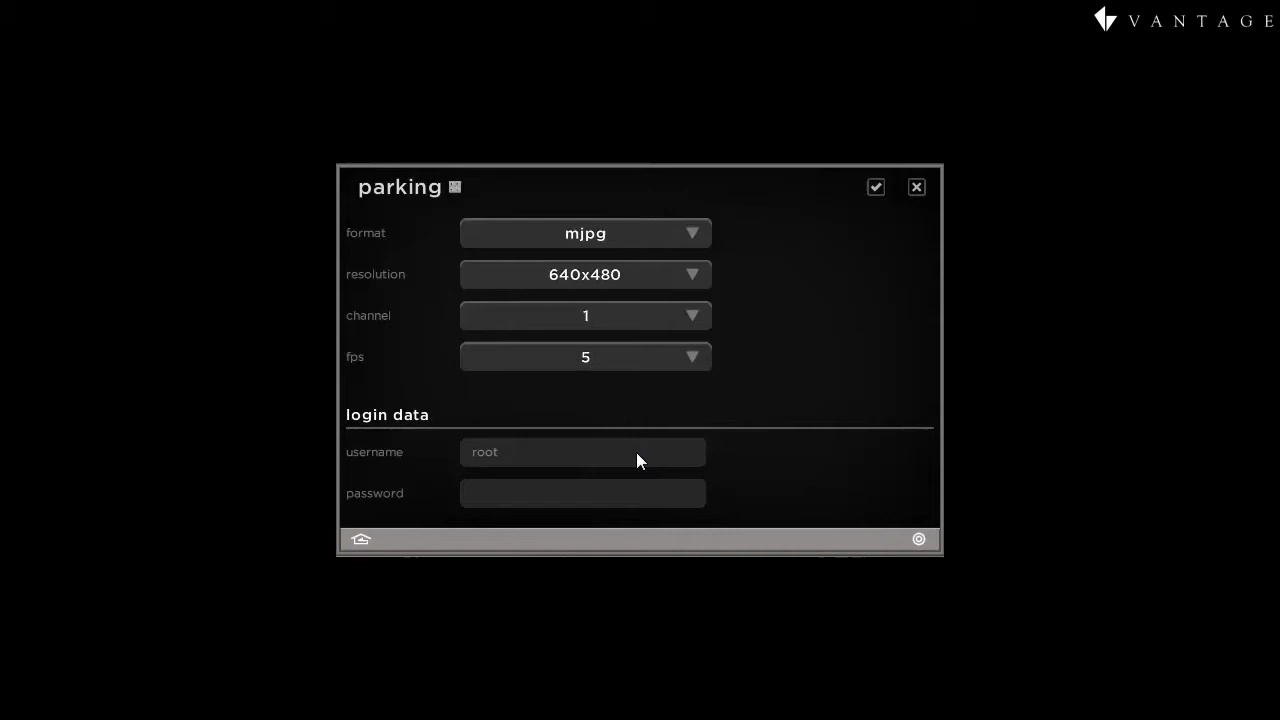 VANTAGE
parking
format mjpg
resolution 640x480
channel 1
fps 5
login data
username root
password